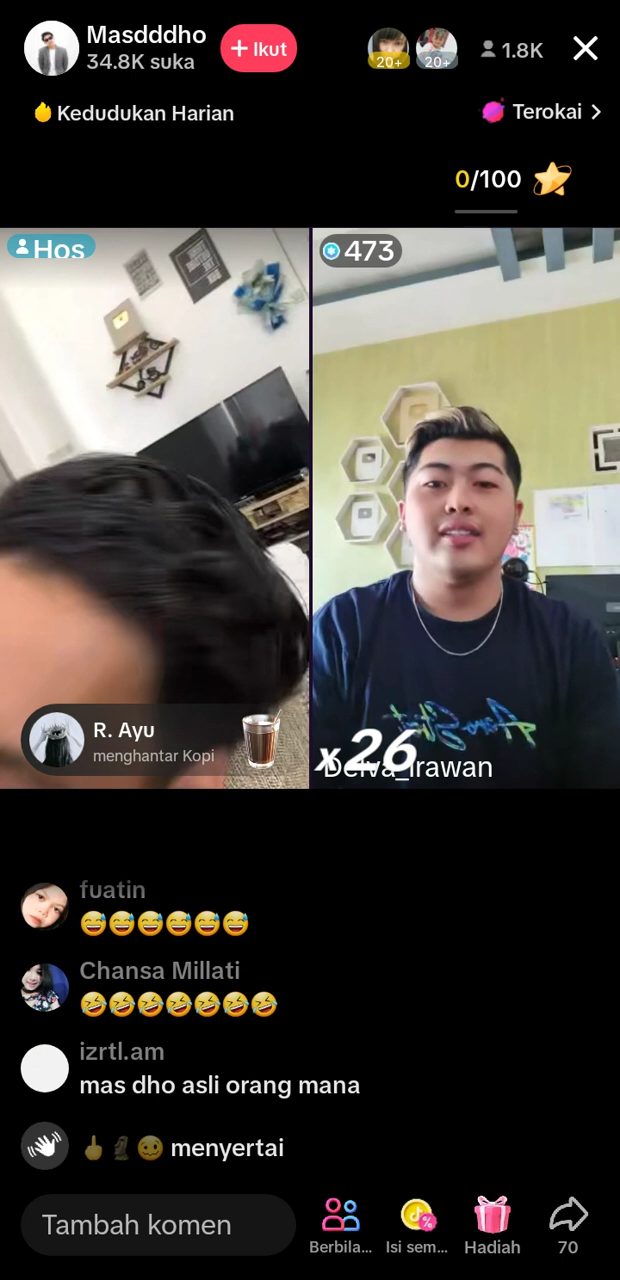 Masdddho
34.8K suka
+ Ikut
20+
20+
1.8K
Kedudukan Harian
Terokai >
0/100
Hos
473
R. Ayu
menghantar Kopi
x26
Delva_irawan
fuatin
😅😅😅😅😅😅
Chansa Millati
🤣🤣🤣🤣🤣🤣🤣
izrtl.am
mas dho asli orang mana
🖕🗿🥴 menyertai
Tambah komen
Berbila...
Isi sem...
Hadiah
70